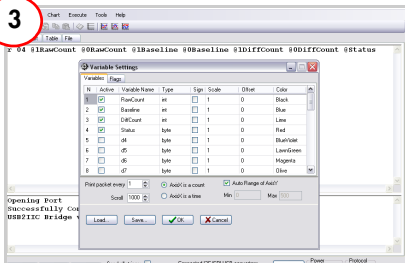 3
Chart Execute Tools Help
Table File
r 04 @1RawCount @0RawCount @1Baseline @0Baseline @1DiffCount @0DiffCount @Status
Variable Settings
Variables Flags
N Active Variable Name Type Sign Scale Offset Color
1 RawCount int 1 0 Black
2 Baseline int 1 0 Blue
3 DiffCount int 1 0 Lime
4 Status byte 1 0 Red
5 d4 byte 1 0 BlueViolet
6 d5 byte 1 0 LawnGreen
7 d6 byte 1 0 Magenta
8 d7 byte 1 0 Olive
Print packet every 1 AxisX is a count Auto Range of AxisY
Scroll 1000 AxisX is a time Min 0 Max 500
Load... Save... OK Cancel
Opening Port
Successfully Con
USB2IIC Bridge v
Power Protocol